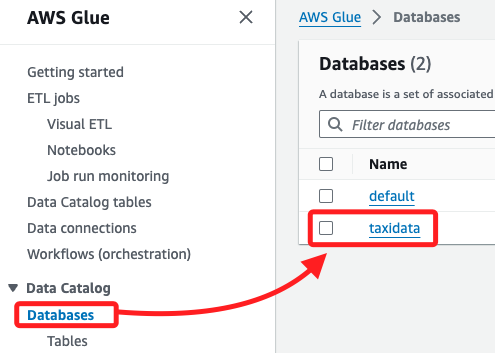 AWS Glue
Getting started
ETL jobs
Visual ETL
Notebooks
Job run monitoring
Data Catalog tables
Data connections
Workflows (orchestration)
Data Catalog
Databases
Tables
AWS Glue > Databases
Databases (2)
A database is a set of associated
Filter databases
Name
default
taxidata